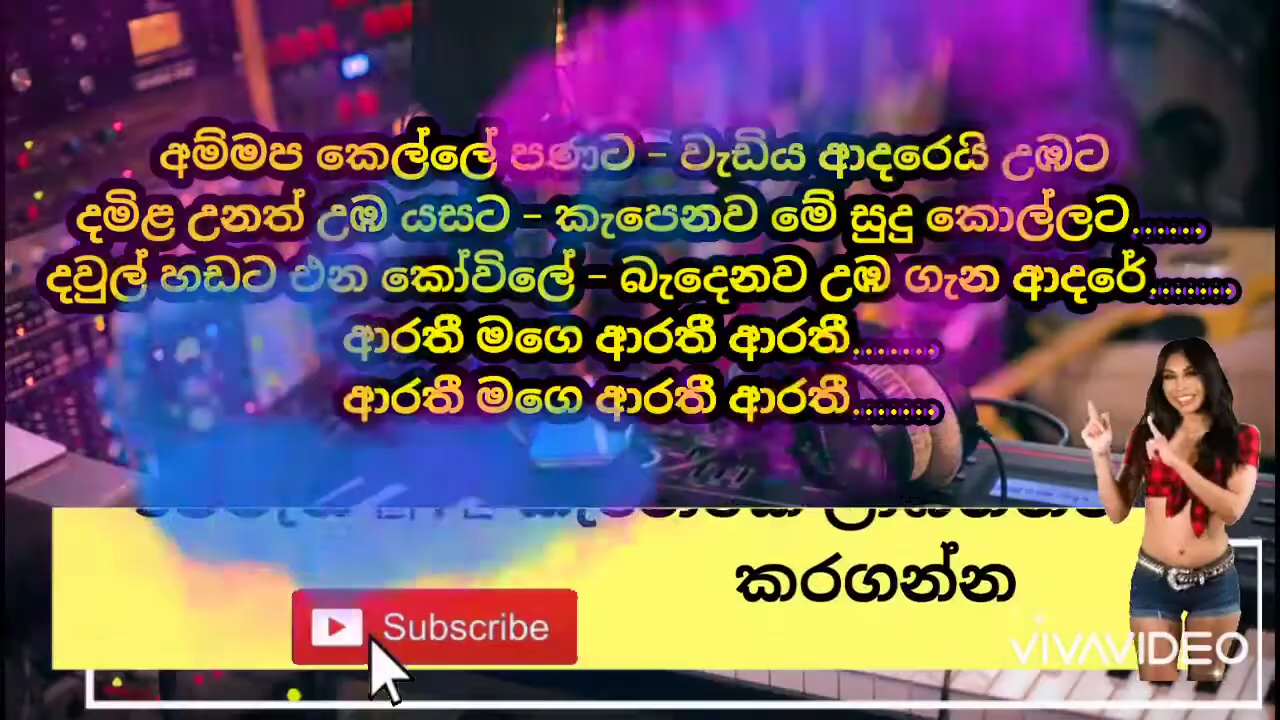 අම්මප කෙල්ලේ පණට - වැඩිය ආදරෙයි උඹට
දමිළ උනත් උඹ යසට - කැපෙනව මේ සුදු කොල්ලට.......
දවුල් හඬට එන කෝවිලේ - බැඳෙනව උඹ ගැන ආදරේ........
ආරතී මගෙ ආරතී ආරතී.......
ආරතී මගෙ ආරතී ආරතී.......
කරගන්න
Subscribe
VIVAVIDEO